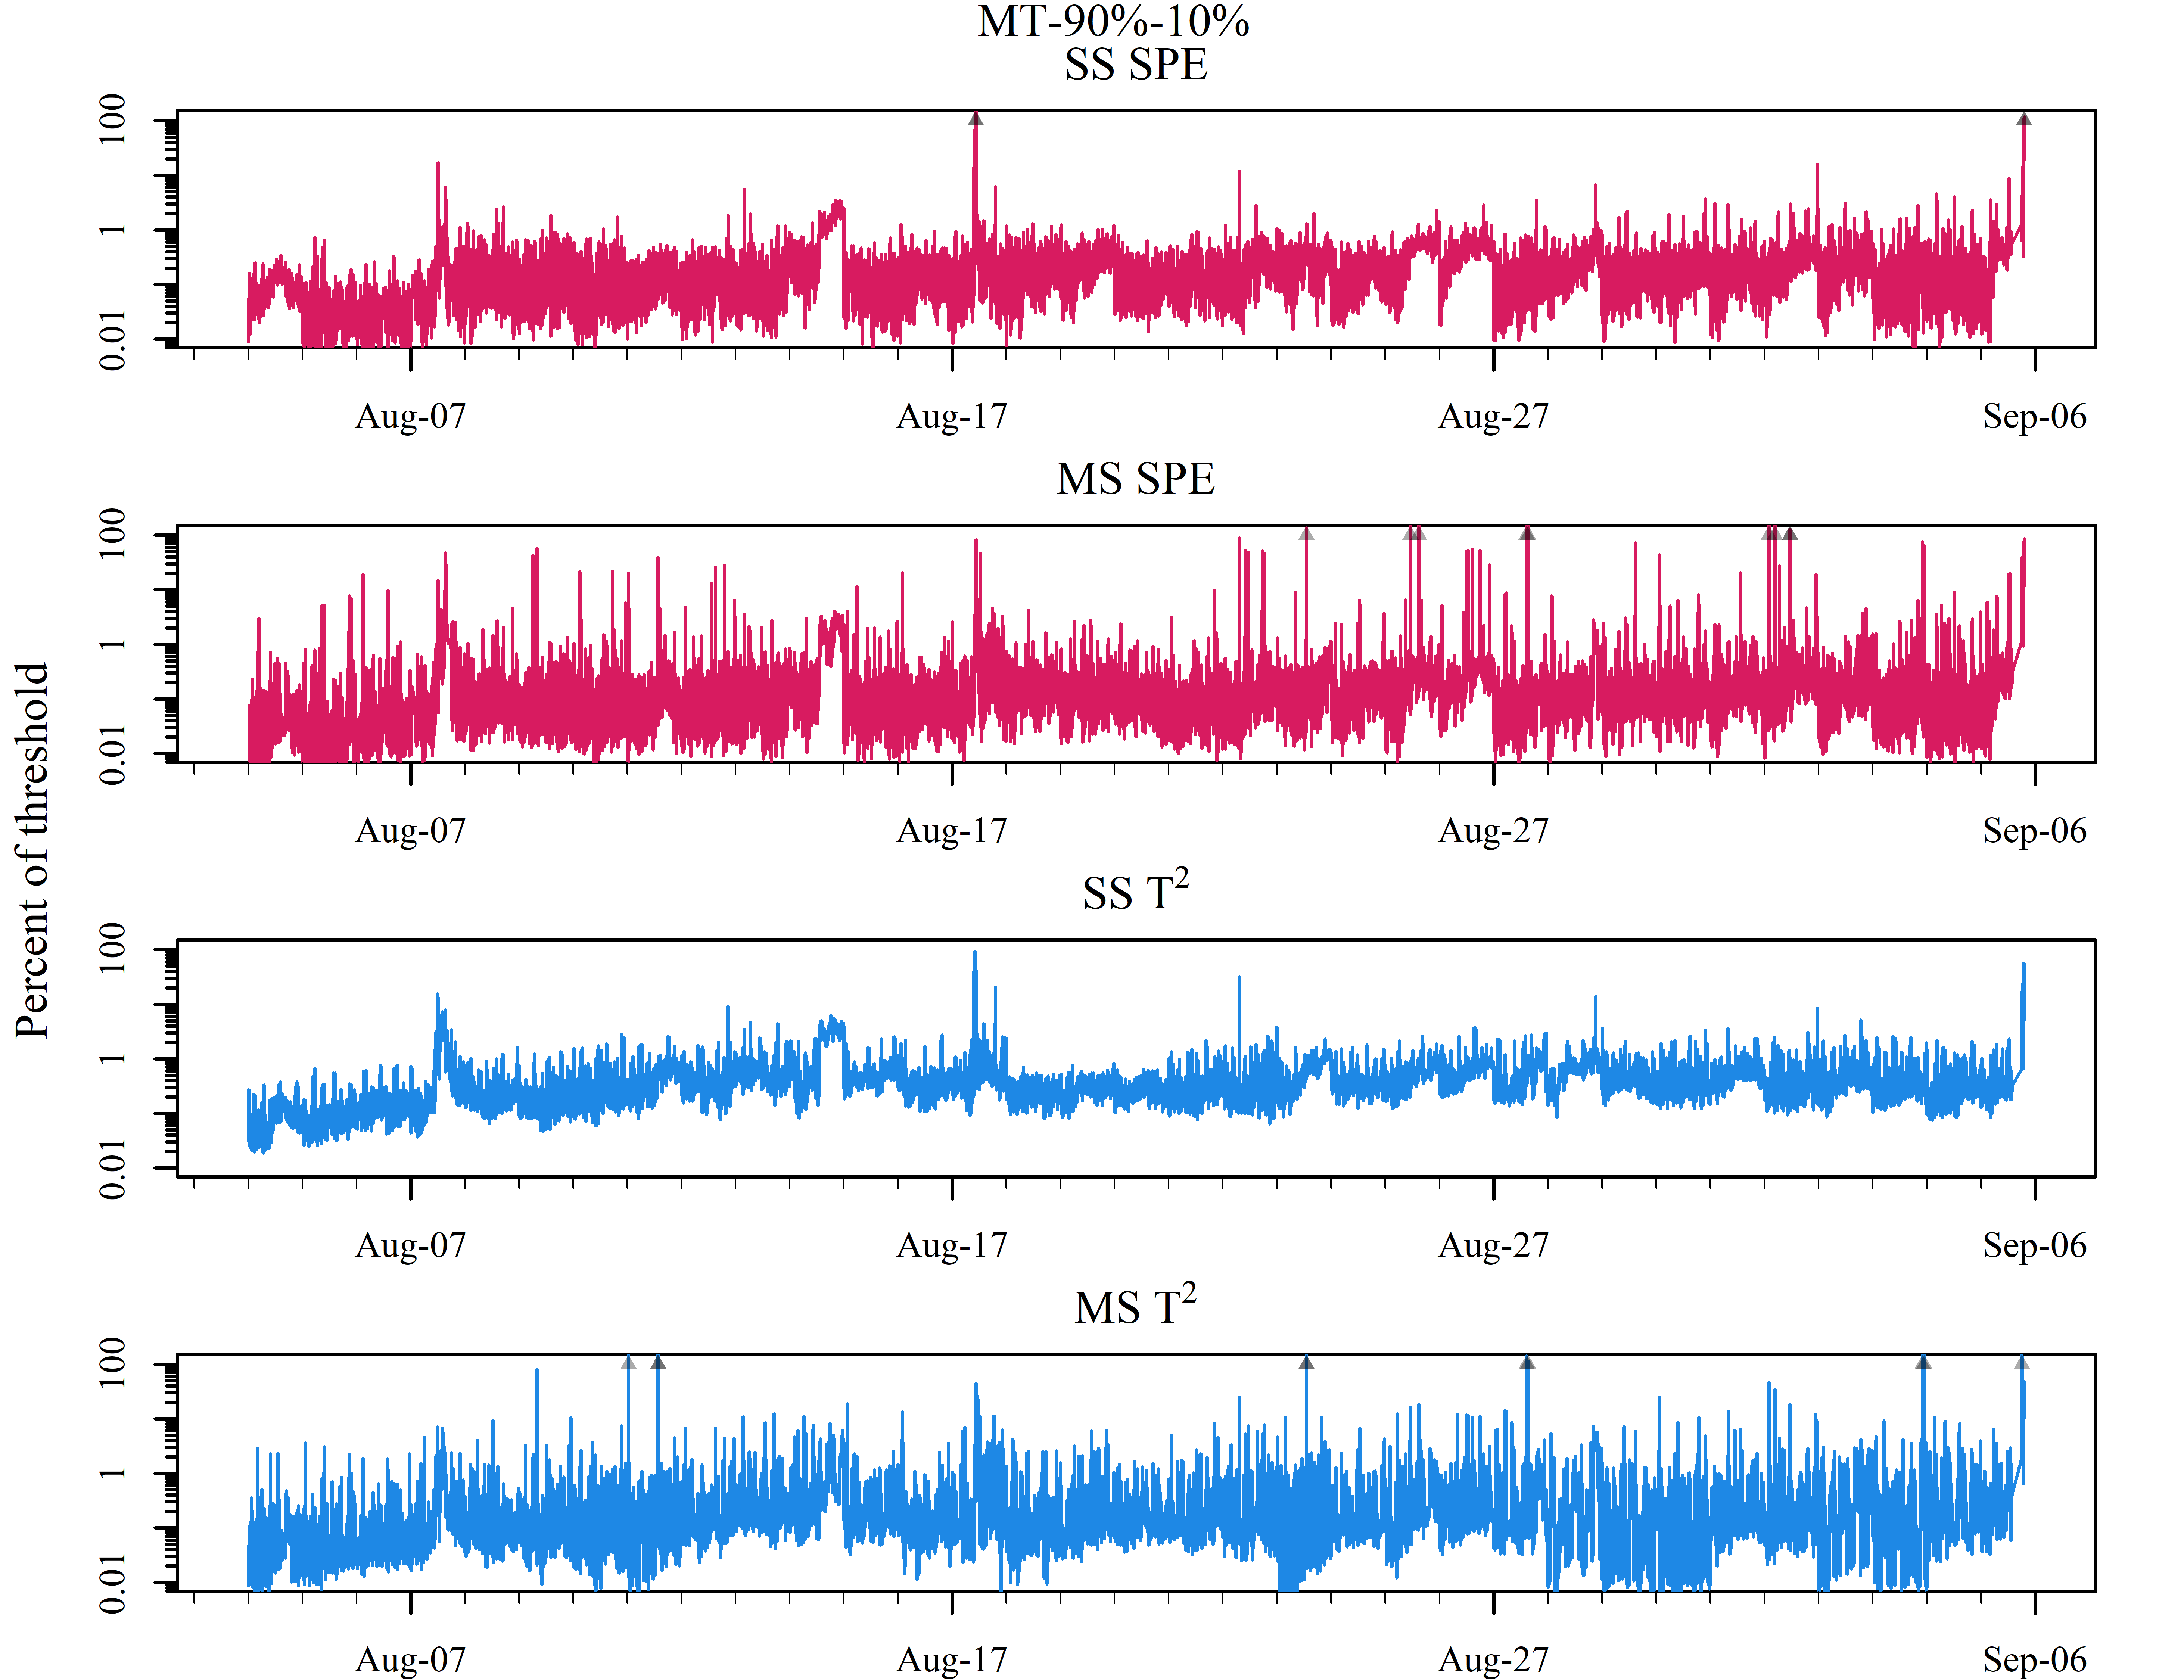 MT-90%-10%
SS SPE
100
1
0.01
Aug-07 Aug-17 Aug-27 Sep-06
MS SPE
100
1
0.01
Aug-07 Aug-17 Aug-27 Sep-06
Percent of threshold
SS T²
100
1
0.01
Aug-07 Aug-17 Aug-27 Sep-06
MS T²
100
1
0.01
Aug-07 Aug-17 Aug-27 Sep-06